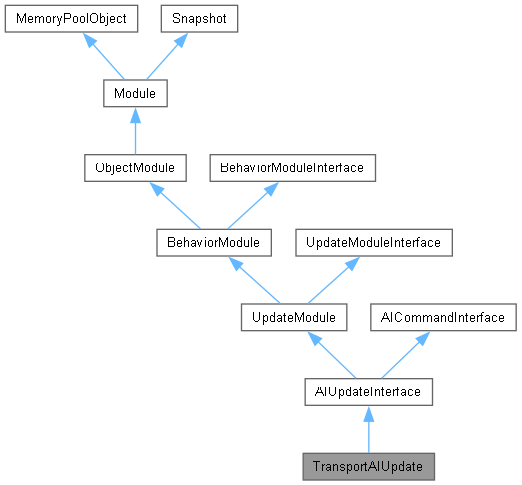 MemoryPoolObject
Snapshot
Module
ObjectModule
BehaviorModuleInterface
BehaviorModule
UpdateModuleInterface
UpdateModule
AICommandInterface
AIUpdateInterface
TransportAIUpdate